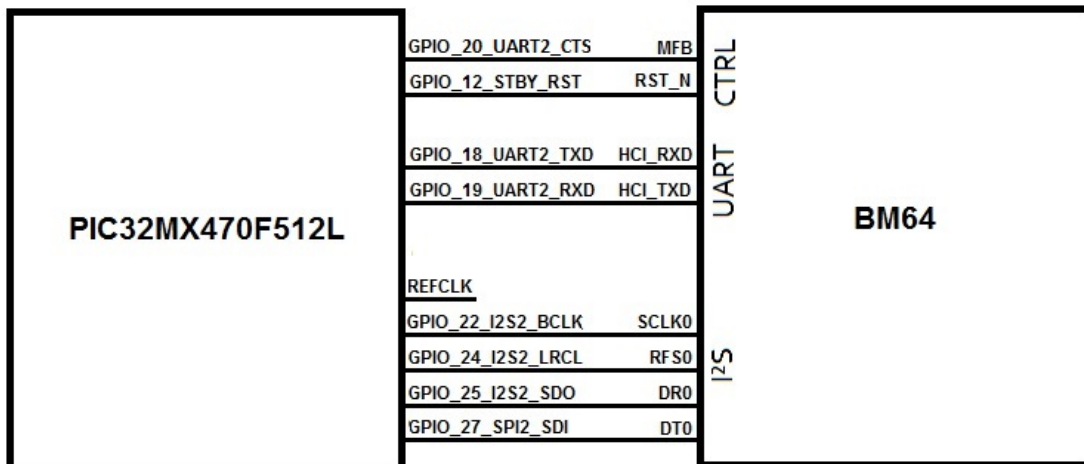 GPIO_20_UART2_CTS MFB
GPIO_12_STBY_RST RST_N
CTRL
GPIO_18_UART2_TXD HCI_RXD
GPIO_19_UART2_RXD HCI_TXD
UART
PIC32MX470F512L
BM64
REFCLK
GPIO_22_I2S2_BCLK SCLK0
GPIO_24_I2S2_LRCL RFS0
GPIO_25_I2S2_SDO DR0
GPIO_27_SPI2_SDI DT0
I²S